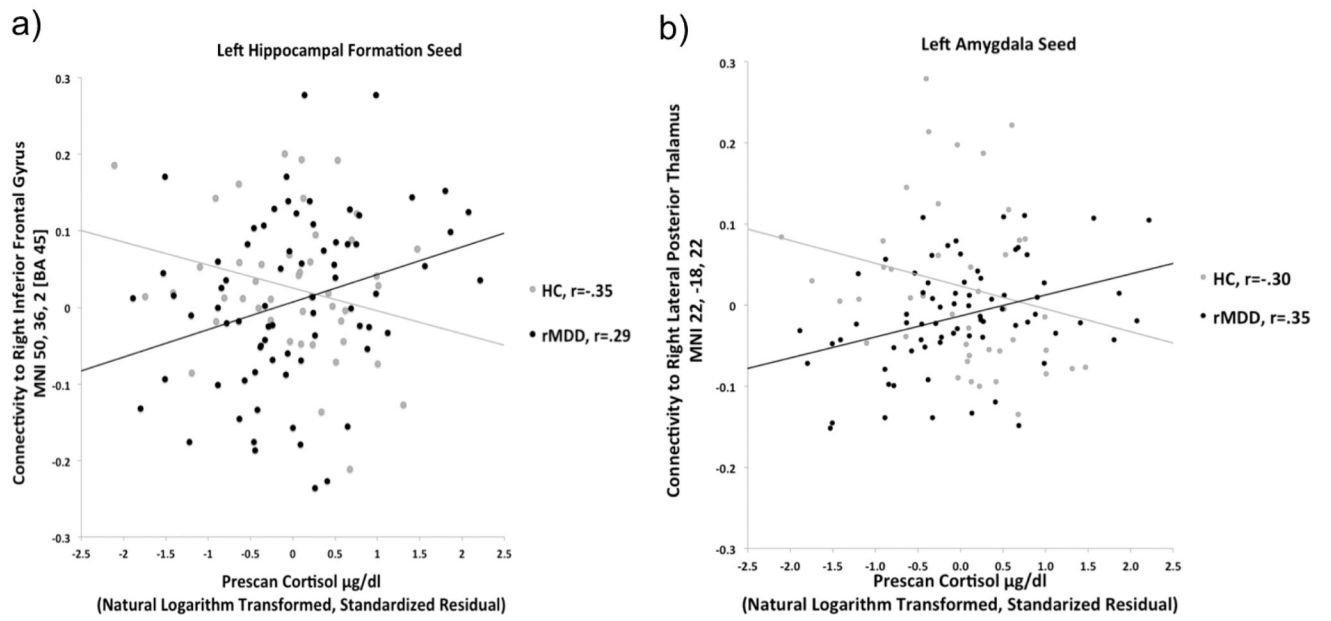 a)
Left Hippocampal Formation Seed
Connectivity to Right Inferior Frontal Gyrus
MNI 50, 36, 2 [BA 45]
0.3
0.2
0.1
0
-0.1
-0.2
-0.3
-2.5 -2 -1.5 -1 -0.5 0 0.5 1 1.5 2 2.5
Prescan Cortisol µg/dl
(Natural Logarithm Transformed, Standardized Residual)
HC, r=-.35
rMDD, r=.29
b)
Left Amygdala Seed
Connectivity to Right Lateral Posterior Thalamus
MNI 22, -18, 22
0.3
0.2
0.1
0
-0.1
-0.2
-0.3
-2.5 -2.0 -1.5 -1.0 -0.5 0.0 0.5 1.0 1.5 2.0 2.5
Prescan Cortisol µg/dl
(Natural Logarithm Transformed, Standarized Residual)
HC, r=-.30
rMDD, r=.35